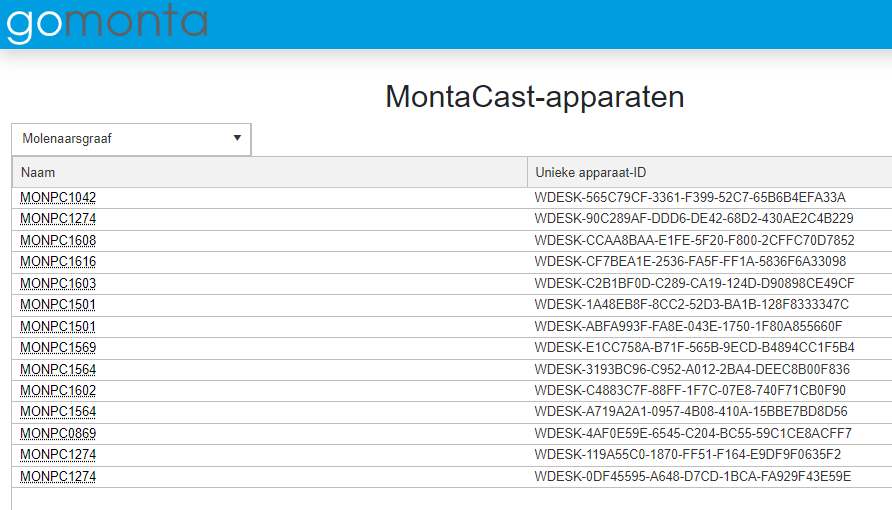 gomonta
MontaCast-apparaten
Molenaarsgraaf
Naam Unieke apparaat-ID
MONPC1042 WDESK-565C79CF-3361-F399-52C7-65B6B4EFA33A
MONPC1274 WDESK-90C289AF-DDD6-DE42-68D2-430AE2C4B229
MONPC1608 WDESK-CCAA8BAA-E1FE-5F20-F800-2CFFC70D7852
MONPC1616 WDESK-CF7BEA1E-2536-FA5F-FF1A-5836F6A33098
MONPC1603 WDESK-C2B1BF0D-C289-CA19-124D-D90898CE49CF
MONPC1501 WDESK-1A48EB8F-8CC2-52D3-BA1B-128F8333347C
MONPC1501 WDESK-ABFA993F-FA8E-043E-1750-1F80A855660F
MONPC1569 WDESK-E1CC758A-B71F-565B-9ECD-B4894CC1F5B4
MONPC1564 WDESK-3193BC96-C952-A012-2BA4-DEEC8B00F836
MONPC1602 WDESK-C4883C7F-88FF-1F7C-07E8-740F71CB0F90
MONPC1564 WDESK-A719A2A1-0957-4B08-410A-15BBE7BD8D56
MONPC0869 WDESK-4AF0E59E-6545-C204-BC55-59C1CE8ACFF7
MONPC1274 WDESK-119A55C0-1870-FF51-F164-E9DF9F0635F2
MONPC1274 WDESK-0DF45595-A648-D7CD-1BCA-FA929F43E59E